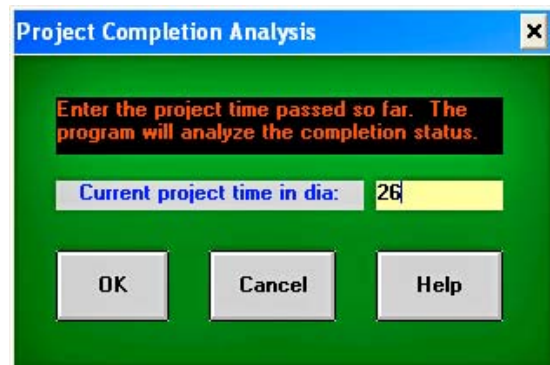 Project Completion Analysis
Enter the project time passed so far. The
program will analyze the completion status.
Current project time in dia: 26
OK Cancel Help